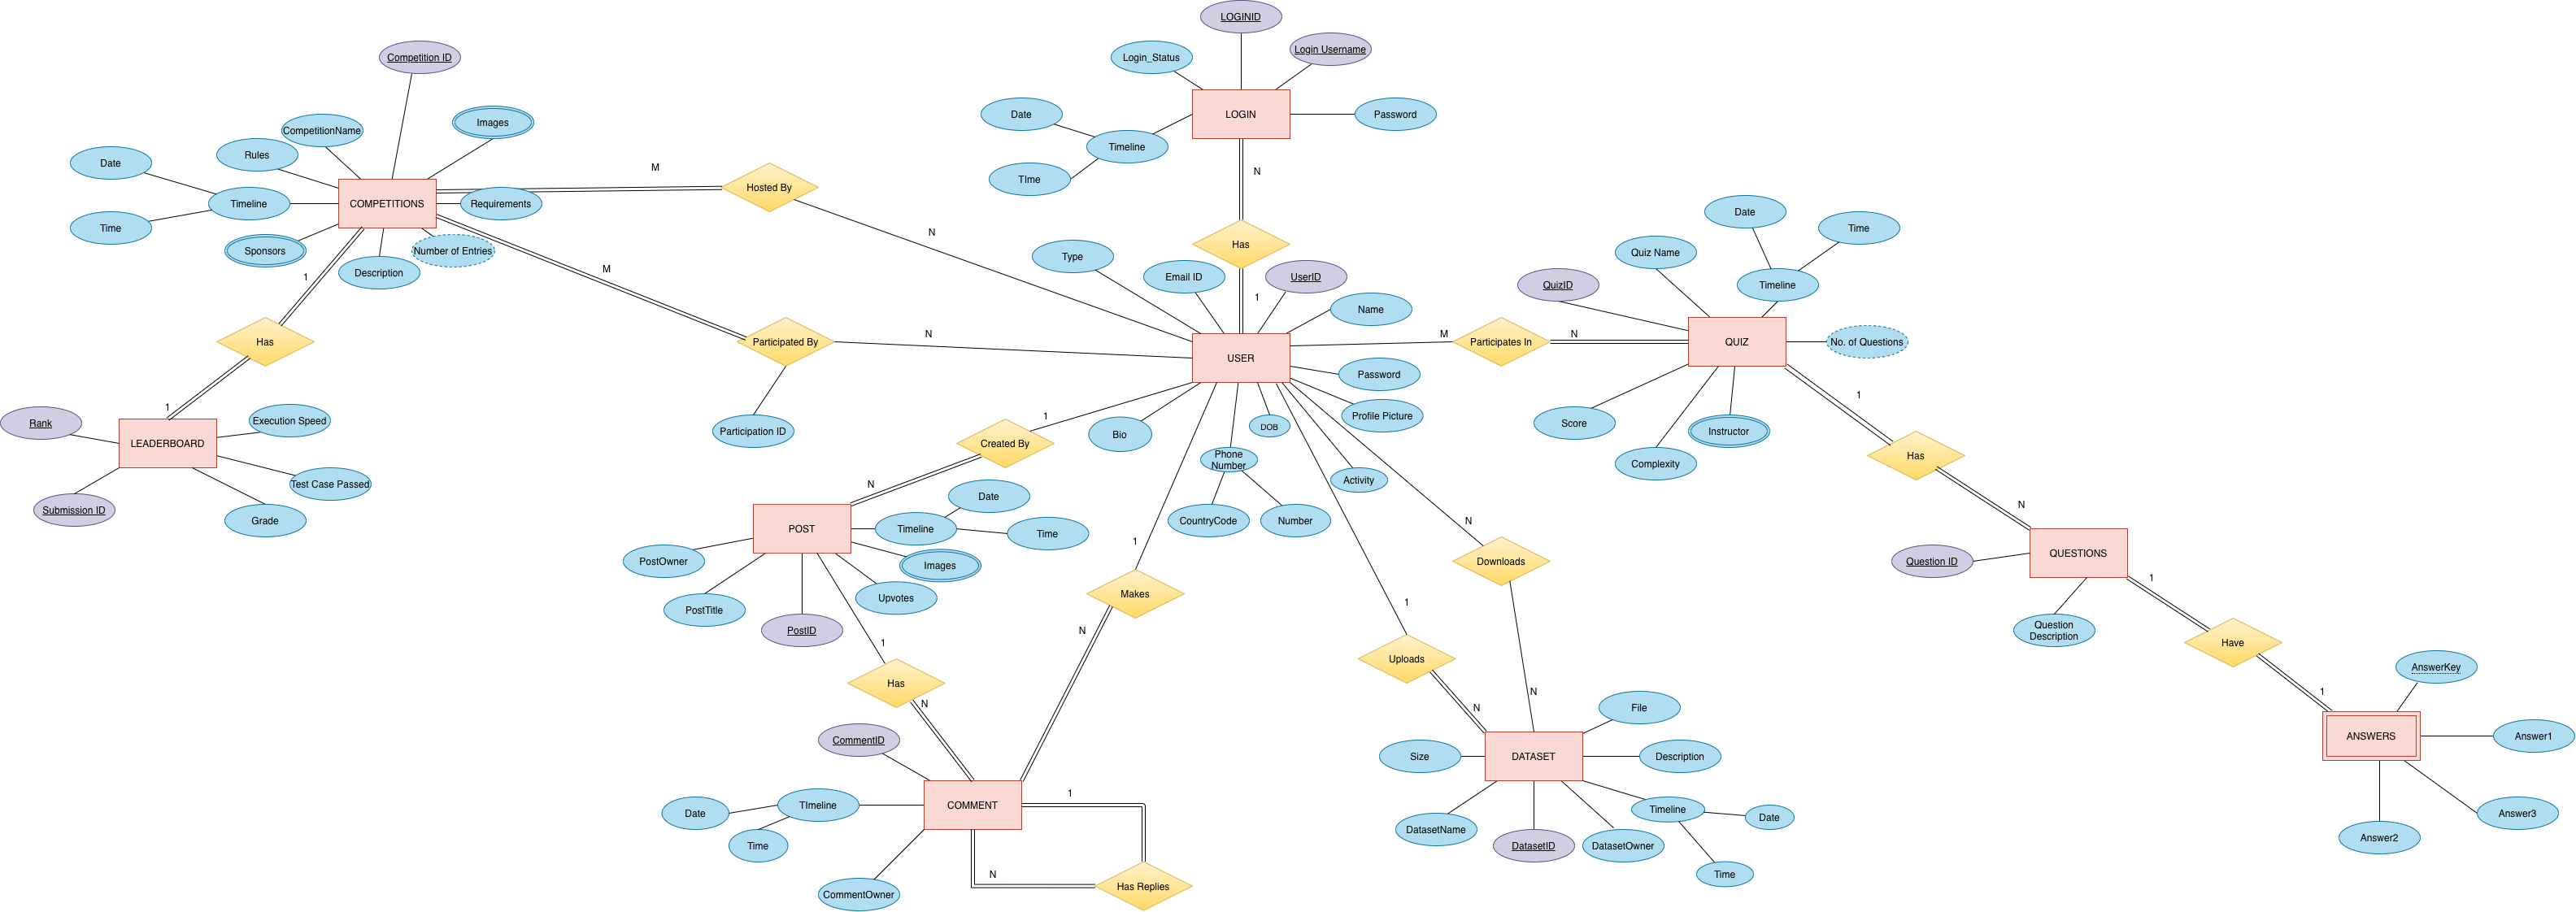 LOGINID
Login Username
Login_Status
Date
Timeline
TIme
LOGIN
Password
N
Has
1
Competition ID
Images
CompetitionName
Rules
Date
Timeline
Time
COMPETITIONS
Requirements
Sponsors
Description
Number of Entries
M
Hosted By
N
M
Participated By
N
Participation ID
1
Has
1
Rank
LEADERBOARD
Execution Speed
Test Case Passed
Submission ID
Grade
Type
Email ID
UserID
Name
USER
Password
Profile Picture
Bio
Phone
Number
DOB
Activity
CountryCode
Number
M
Participates In
N
QuizID
Quiz Name
Date
Time
Timeline
QUIZ
No. of Questions
Score
Complexity
Instructor
1
Has
N
Question ID
QUESTIONS
Question
Description
1
Have
1
AnswerKey
ANSWERS
Answer1
Answer2
Answer3
1
Created By
N
POST
Timeline
Date
Time
Images
PostOwner
PostTitle
PostID
Upvotes
1
Has
N
1
Makes
N
CommentID
COMMENT
TImeline
Date
Time
CommentOwner
1
N
Has Replies
N
Downloads
N
1
Uploads
N
File
Size
DATASET
Description
DatasetName
DatasetID
DatasetOwner
Timeline
Date
Time